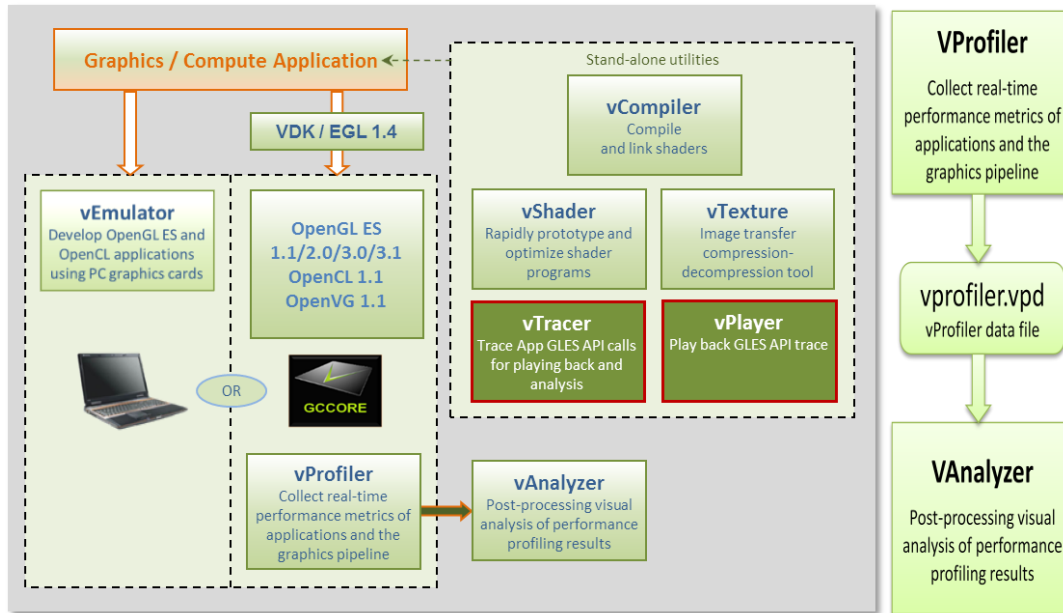 Graphics / Compute Application
VDK / EGL 1.4
vEmulator
Develop OpenGL ES and
OpenCL applications
using PC graphics cards
OpenGL ES
1.1/2.0/3.0/3.1
OpenCL 1.1
OpenVG 1.1
OR
GCCORE
vProfiler
Collect real-time
performance metrics of
applications and the
graphics pipeline
vAnalyzer
Post-processing visual
analysis of performance
profiling results
Stand-alone utilities
vCompiler
Compile
and link shaders
vShader
Rapidly prototype and
optimize shader
programs
vTexture
Image transfer
compression-
decompression tool
vTracer
Trace App GLES API calls
for playing back and
analysis
vPlayer
Play back GLES API trace
VProfiler
Collect real-time
performance metrics of
applications and the
graphics pipeline
vprofiler.vpd
vProfiler data file
VAnalyzer
Post-processing visual
analysis of performance
profiling results